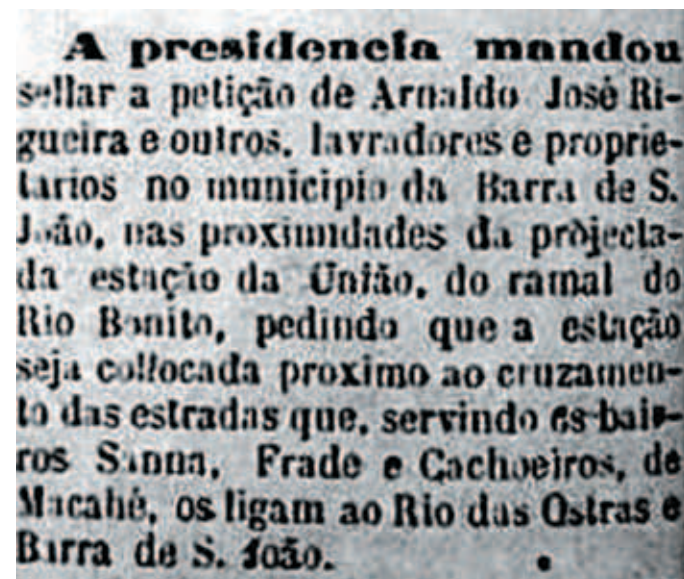 A presidencia mandou
sellar a petição de Arnaldo José Ri-
gueira e outros, lavradores e proprie-
tarios no municipio da Barra de S.
João, nas proximidades da projecta-
da estação da União, do ramal do
Rio Bonito, pedindo que a estação
seja collocada proximo ao cruzamen-
to das estradas que, servindo os bair-
ros Sanna, Frade e Cachoeiros, de
Macahé, os ligam ao Rio das Ostras e
Barra de S. João.